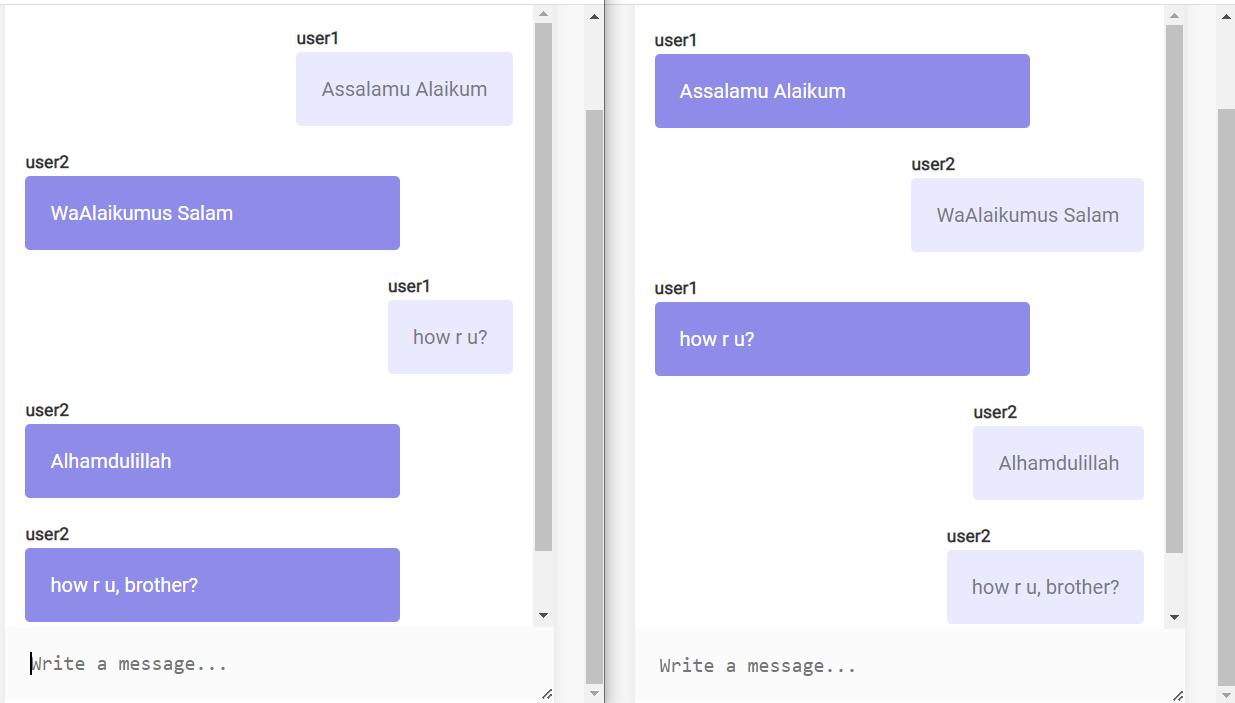 user1
Assalamu Alaikum
user2
WaAlaikumus Salam
user1
how r u?
user2
Alhamdulillah
user2
how r u, brother?
Write a message...
user1
Assalamu Alaikum
user2
WaAlaikumus Salam
user1
how r u?
user2
Alhamdulillah
user2
how r u, brother?
Write a message...